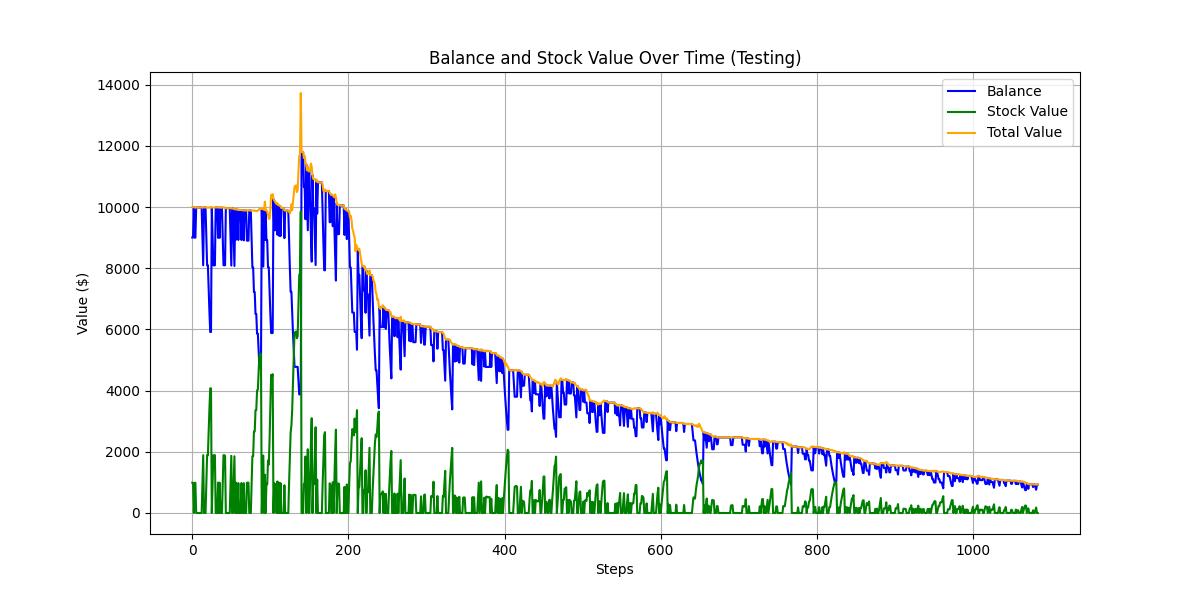 Balance and Stock Value Over Time (Testing)
Balance
Stock Value
Total Value
Value ($)
14000
12000
10000
8000
6000
4000
2000
0
0 200 400 600 800 1000
Steps